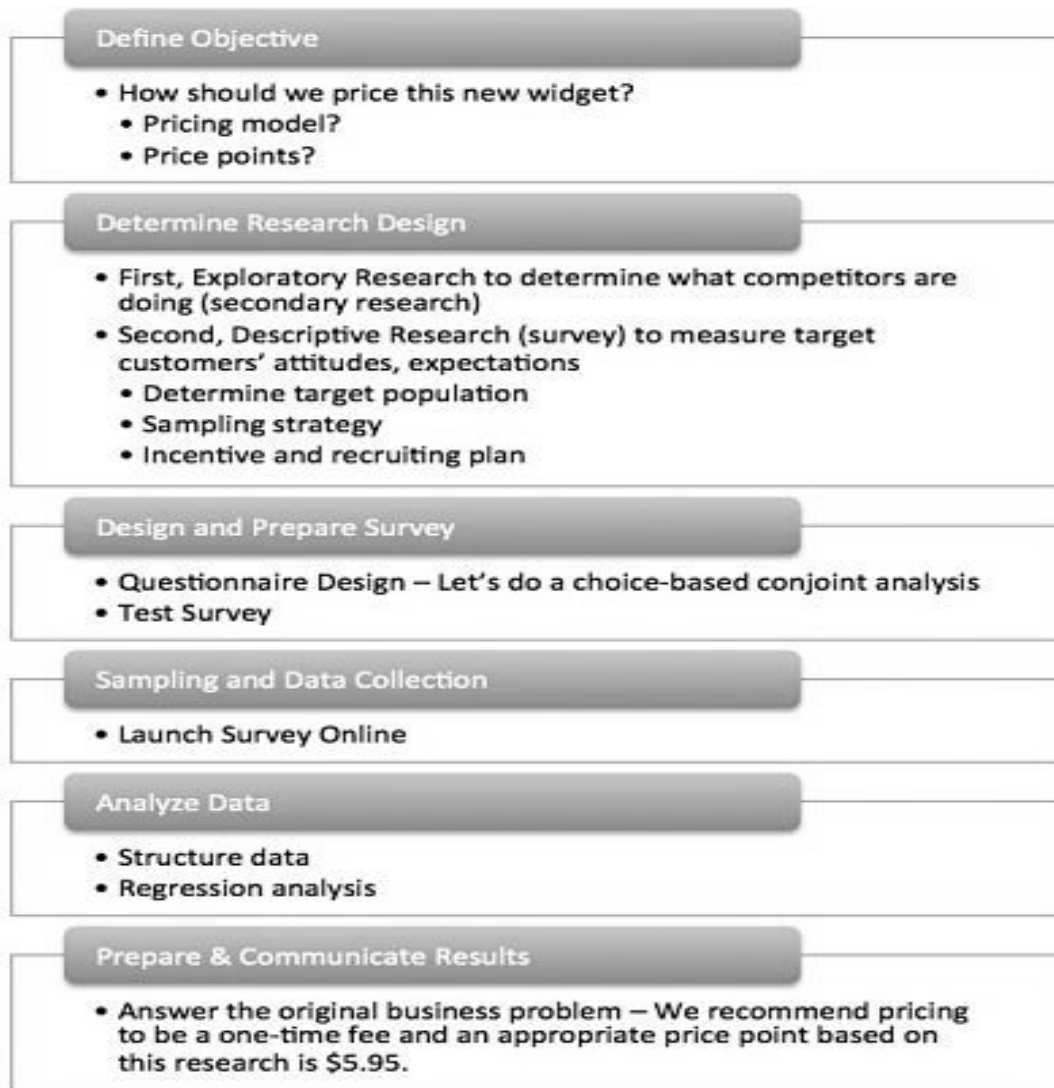 Define Objective
• How should we price this new widget?
• Pricing model?
• Price points?
Determine Research Design
• First, Exploratory Research to determine what competitors are
doing (secondary research)
• Second, Descriptive Research (survey) to measure target
customers’ attitudes, expectations
• Determine target population
• Sampling strategy
• Incentive and recruiting plan
Design and Prepare Survey
• Questionnaire Design – Let’s do a choice-based conjoint analysis
• Test Survey
Sampling and Data Collection
• Launch Survey Online
Analyze Data
• Structure data
• Regression analysis
Prepare & Communicate Results
• Answer the original business problem – We recommend pricing
to be a one-time fee and an appropriate price point based on
this research is $5.95.